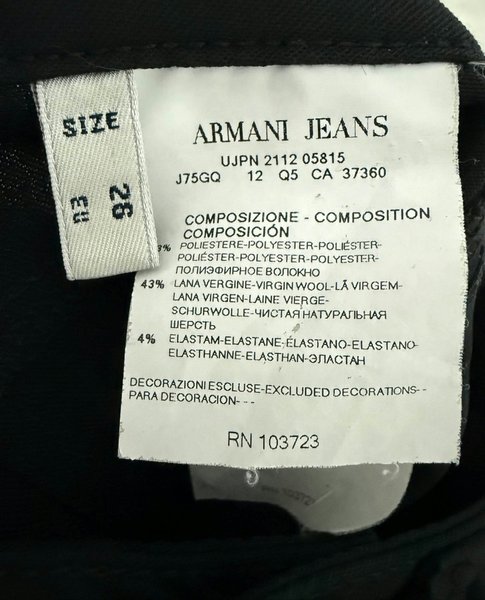 SIZE
EU 26
ARMANI JEANS
UJPN 2112 05815
J75GQ 12 Q5 CA 37360
COMPOSIZIONE - COMPOSITION
COMPOSICIÓN
3% POLIESTERE-POLYESTER-POLIÉSTER-
POLIÉSTER-POLYESTER-POLYESTER-
ПОЛИЭФИРНОЕ ВОЛОКНО
43% LANA VERGINE-VIRGIN WOOL-LÃ VIRGEM-
LANA VIRGEN-LAINE VIERGE-
SCHURWOLLE-ЧИСТАЯ НАТУРАЛЬНАЯ
ШЕРСТЬ
4% ELASTAM-ELASTANE-ÉLASTANO-ELASTANO-
ELASTHANNE-ELASTHAN-ЭЛАСТАН
DECORAZIONI ESCLUSE-EXCLUDED DECORATIONS--
PARA DECORACION---
RN 103723